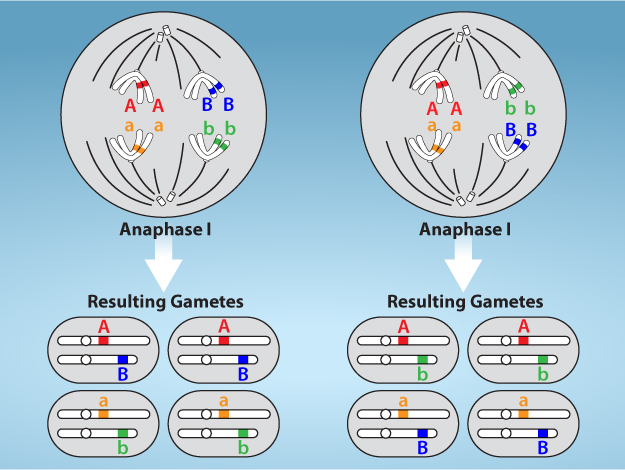 A A B B
a a b b
Anaphase I
Resulting Gametes
A A
B B
a a
b b
A A b b
a a B B
Anaphase I
Resulting Gametes
A A
b b
a a
B B